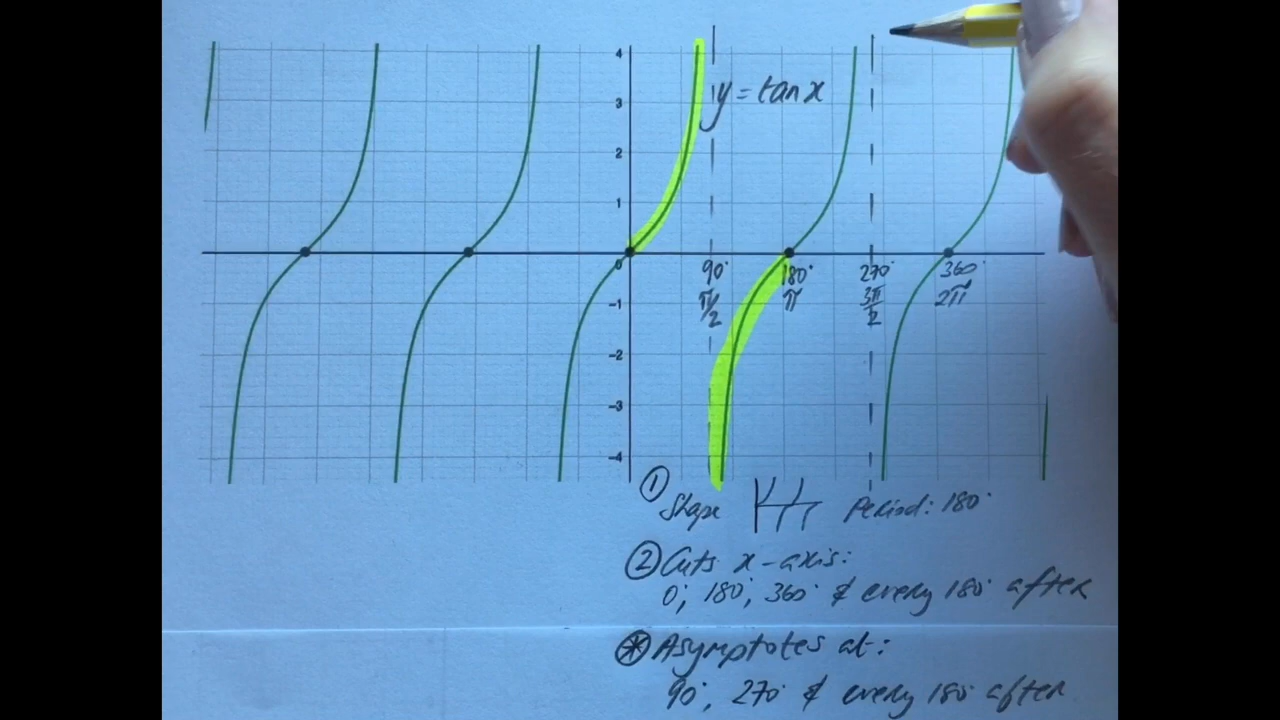 4
y = tan x
3
2
1
0
90° 180° 270° 360°
π/2 π 3π/2 2π
-1
-2
-3
-4
① Shape Period: 180°
② Cuts x-axis:
0°, 180°, 360° & every 180° after
* Asymptotes at:
90°, 270° & every 180° after